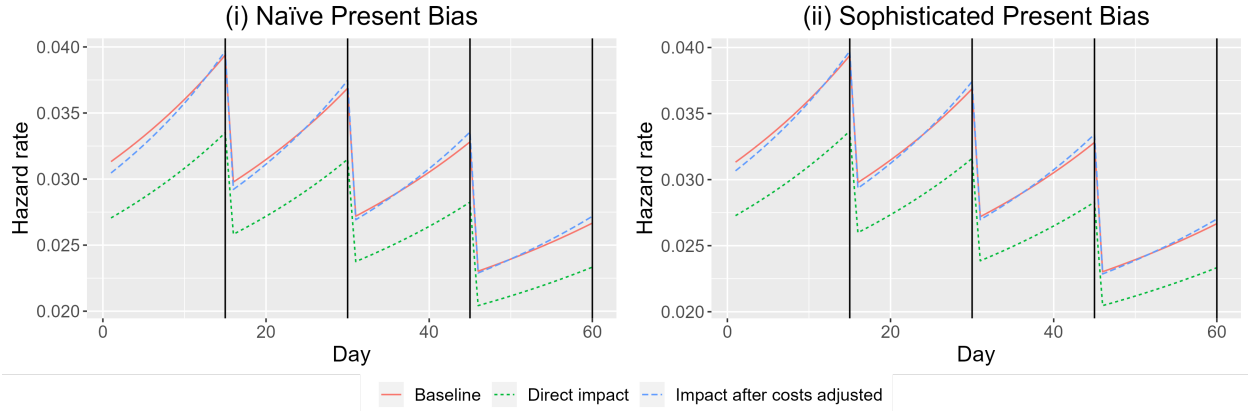 (i) Naïve Present Bias
(ii) Sophisticated Present Bias
Hazard rate
0.040
0.035
0.030
0.025
0.020
0
20
40
60
Day
Hazard rate
0.040
0.035
0.030
0.025
0.020
0
20
40
60
Day
Baseline
Direct impact
Impact after costs adjusted